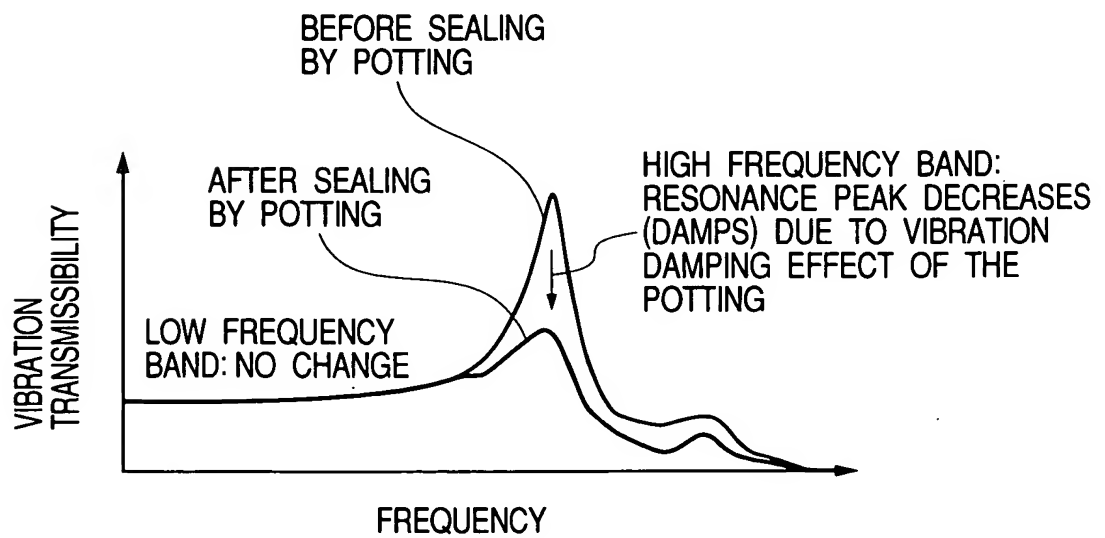 BEFORE SEALING
BY POTTING
AFTER SEALING
BY POTTING
HIGH FREQUENCY BAND:
RESONANCE PEAK DECREASES
(DAMPS) DUE TO VIBRATION
DAMPING EFFECT OF THE
POTTING
LOW FREQUENCY
BAND: NO CHANGE
VIBRATION
TRANSMISSIBILITY
FREQUENCY